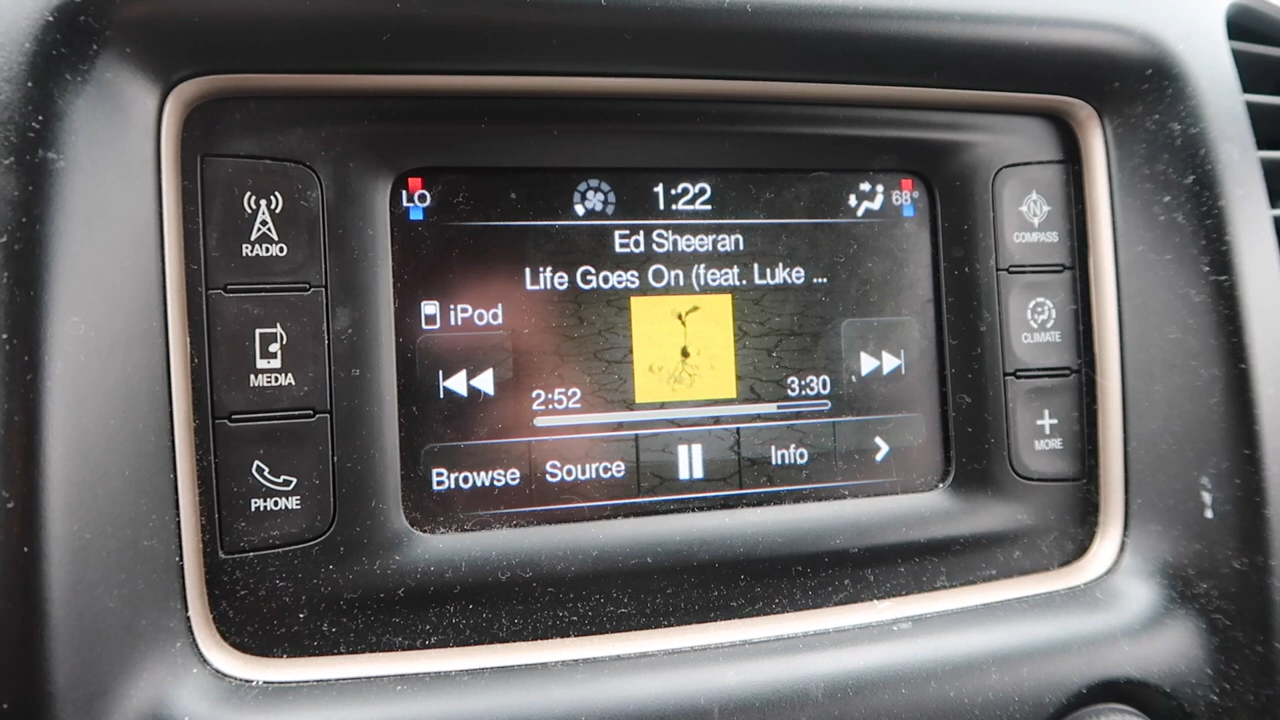 RADIO
MEDIA
PHONE
LO
1:22
68°
Ed Sheeran
Life Goes On (feat. Luke ...
iPod
2:52
3:30
Browse
Source
Info
N
COMPASS
CLIMATE
MORE